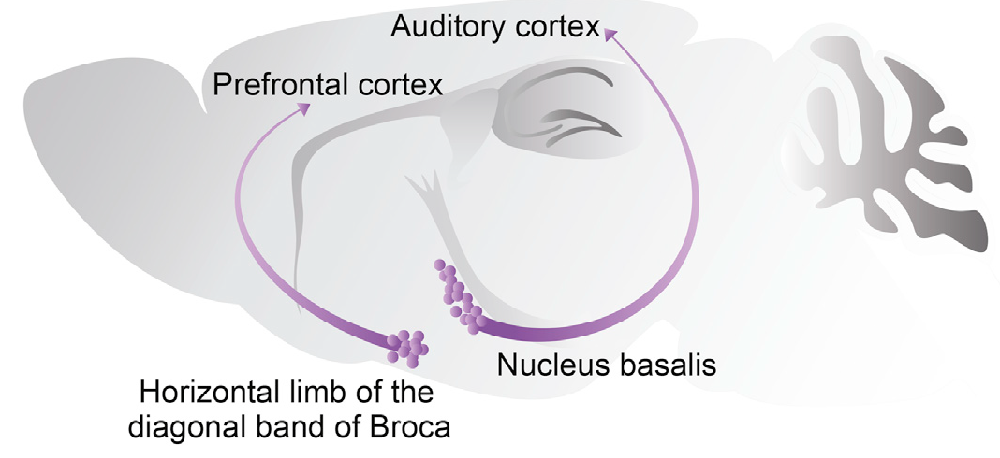 Auditory cortex
Prefrontal cortex
Nucleus basalis
Horizontal limb of the
diagonal band of Broca